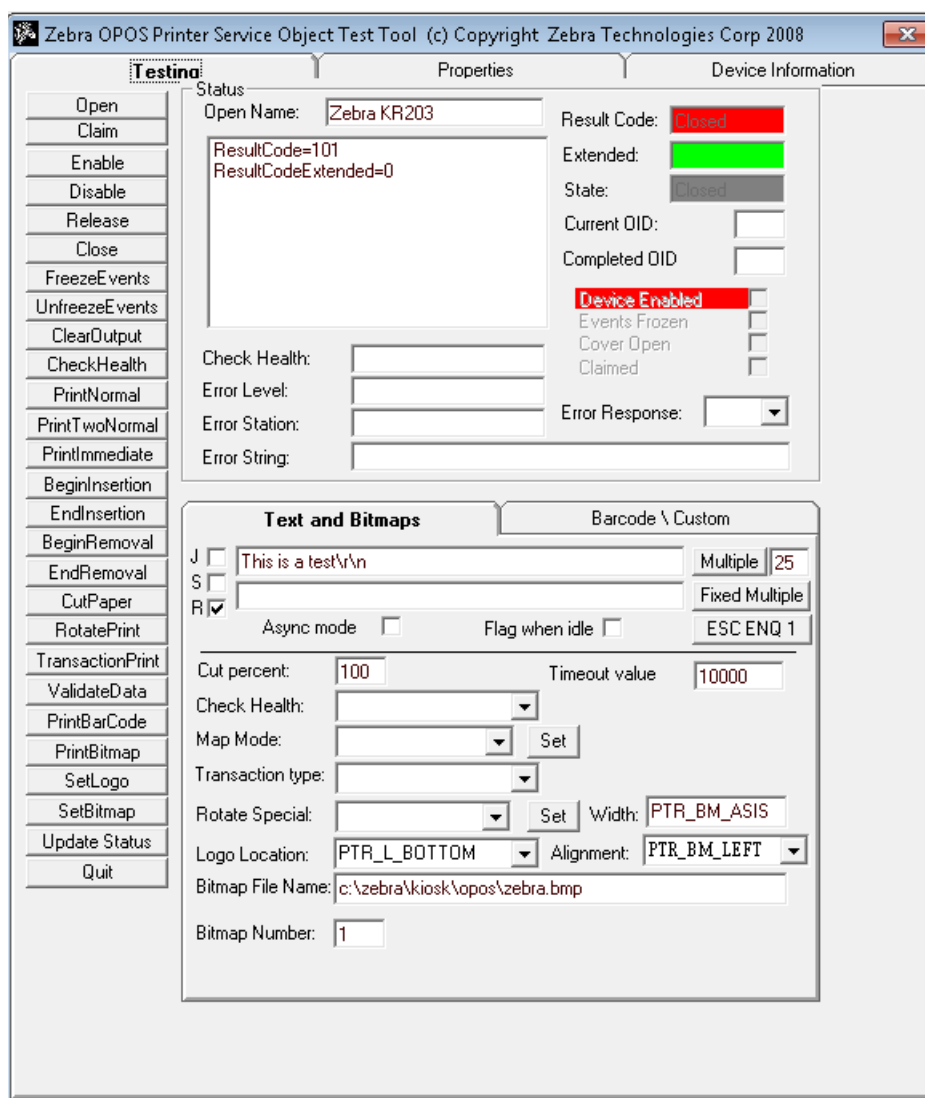 Zebra OPOS Printer Service Object Test Tool (c) Copyright Zebra Technologies Corp 2008
Testing
Properties
Device Information
Open
Claim
Enable
Disable
Release
Close
FreezeEvents
UnfreezeEvents
ClearOutput
CheckHealth
PrintNormal
PrintTwoNormal
PrintImmediate
BeginInsertion
EndInsertion
BeginRemoval
EndRemoval
CutPaper
RotatePrint
TransactionPrint
ValidateData
PrintBarCode
PrintBitmap
SetLogo
SetBitmap
Update Status
Quit
Status
Open Name: Zebra KR203
ResultCode=101
ResultCodeExtended=0
Result Code: Closed
Extended:
State: Closed
Current OID:
Completed OID
Device Enabled
Events Frozen
Cover Open
Claimed
Check Health:
Error Level:
Error Station:
Error Response:
Error String:
Text and Bitmaps
Barcode \ Custom
J This is a test\r\n Multiple 25
S Fixed Multiple
R
Async mode Flag when idle ESC ENQ 1
Cut percent: 100 Timeout value 10000
Check Health:
Map Mode: Set
Transaction type:
Rotate Special: Set Width: PTR_BM_ASIS
Logo Location: PTR_L_BOTTOM Alignment: PTR_BM_LEFT
Bitmap File Name: c:\zebra\kiosk\opos\zebra.bmp
Bitmap Number: 1